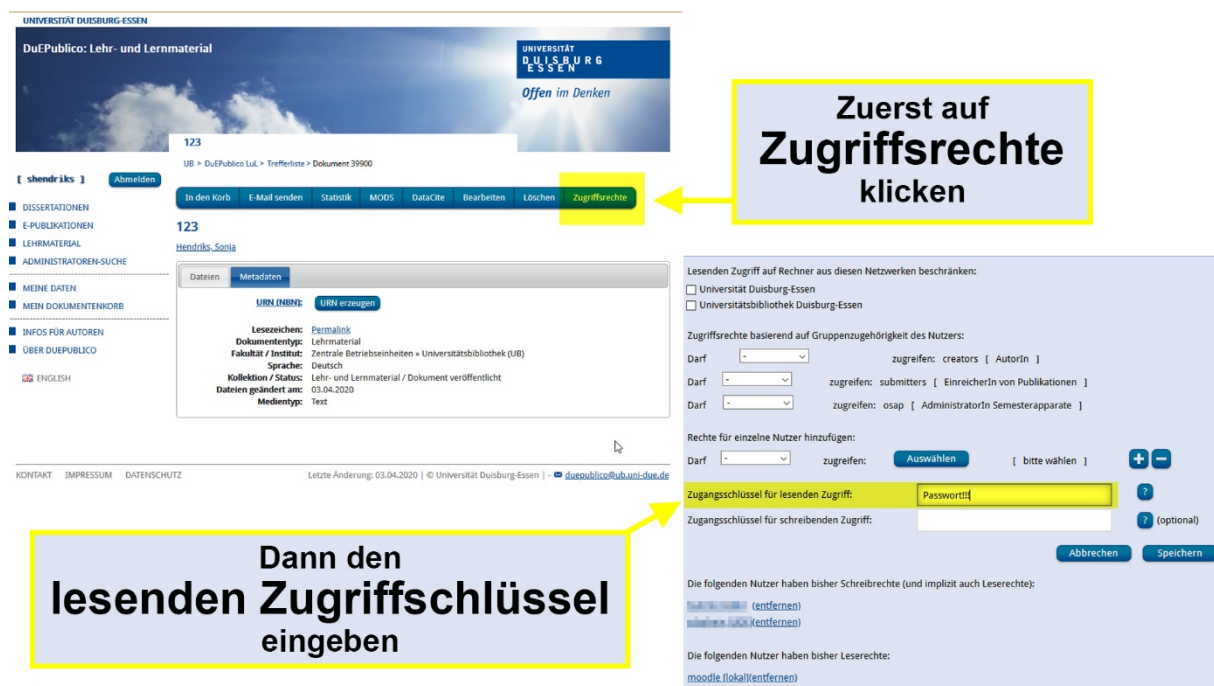 UNIVERSITÄT DUISBURG-ESSEN
DuEPublico: Lehr- und Lernmaterial
UNIVERSITÄT
DUISBURG
ESSEN
Offen im Denken
123
UB > DuEPublico LuL > Trefferliste > Dokument 39900
[ shendriks ] Abmelden
In den Korb E-Mail senden Statistik MODS DataCite Bearbeiten Löschen Zugriffsrechte
DISSERTATIONEN
E-PUBLIKATIONEN
LEHRMATERIAL
ADMINISTRATOREN-SUCHE
MEINE DATEN
MEIN DOKUMENTENKORB
INFOS FÜR AUTOREN
ÜBER DUEPUBLICO
ENGLISH
123
Hendriks, Sonja
Dateien Metadaten
URN (NBN): URN erzeugen
Lesezeichen: Permalink
Dokumententyp: Lehrmaterial
Fakultät / Institut: Zentrale Betriebseinheiten » Universitätsbibliothek (UB)
Sprache: Deutsch
Kollektion / Status: Lehr- und Lernmaterial / Dokument veröffentlicht
Dateien geändert am: 03.04.2020
Medientyp: Text
KONTAKT IMPRESSUM DATENSCHUTZ Letzte Änderung: 03.04.2020 | © Universität Duisburg-Essen | - duepublico@ub.uni-due.de
Zuerst auf
Zugriffsrechte
klicken
Lesenden Zugriff auf Rechner aus diesen Netzwerken beschränken:
Universität Duisburg-Essen
Universitätsbibliothek Duisburg-Essen
Zugriffsrechte basierend auf Gruppenzugehörigkeit des Nutzers:
Darf - zugreifen: creators [ AutorIn ]
Darf - zugreifen: submitters [ EinreicherIn von Publikationen ]
Darf - zugreifen: osap [ AdministratorIn Semesterapparate ]
Rechte für einzelne Nutzer hinzufügen:
Darf - zugreifen: Auswählen [ bitte wählen ] + −
Zugangsschlüssel für lesenden Zugriff: Passwort!!! ?
Zugangsschlüssel für schreibenden Zugriff: ? (optional)
Abbrechen Speichern
Die folgenden Nutzer haben bisher Schreibrechte (und implizit auch Leserechte):
(entfernen)
(entfernen)
Die folgenden Nutzer haben bisher Leserechte:
moodle [lokal](entfernen)
Dann den
lesenden Zugriffschlüssel
eingeben